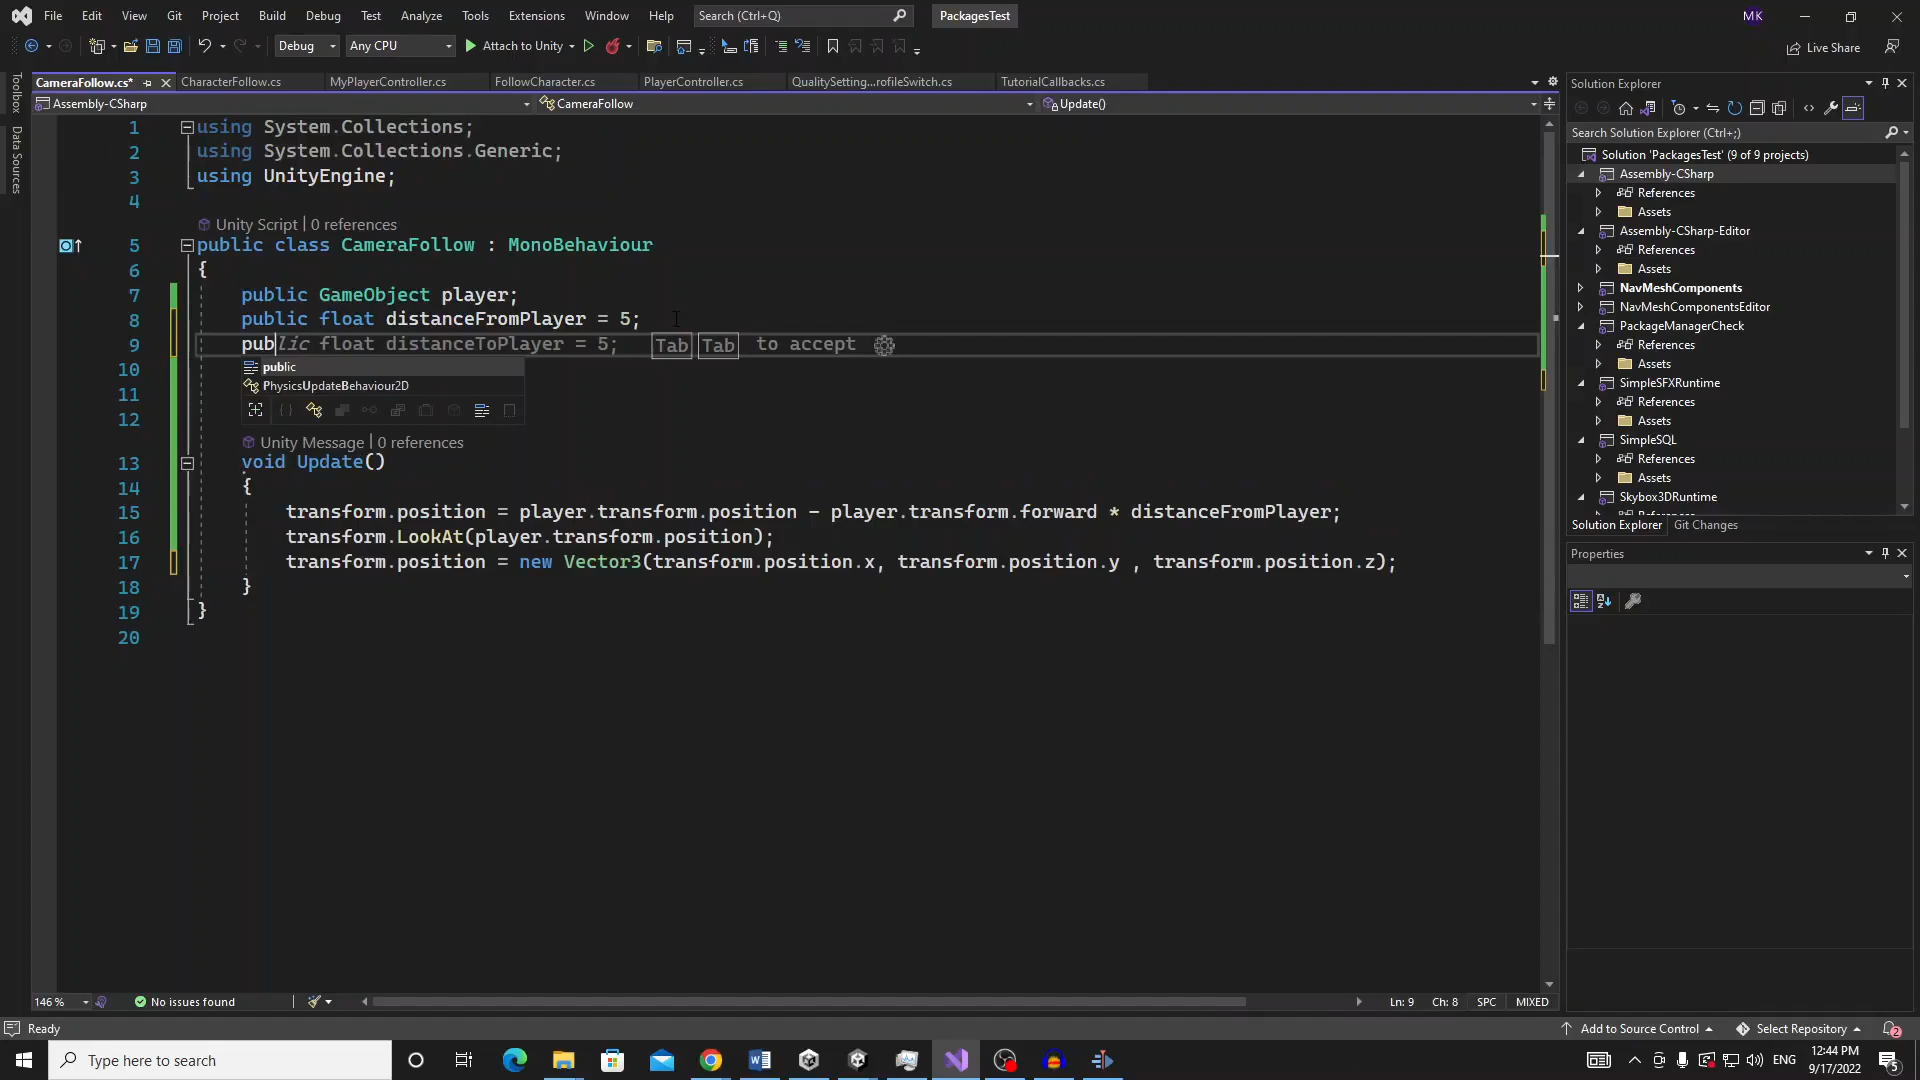 File Edit View Git Project Build Debug Test Analyze Tools Extensions Window Help Search (Ctrl+Q) PackagesTest MK
Debug Any CPU Attach to Unity Live Share
CameraFollow.cs* CharacterFollow.cs MyPlayerController.cs FollowCharacter.cs PlayerController.cs QualitySetting...rofileSwitch.cs TutorialCallbacks.cs
Assembly-CSharp CameraFollow Update()
Toolbox
Data Sources
1 using System.Collections;
2 using System.Collections.Generic;
3 using UnityEngine;
4
Unity Script | 0 references
5 public class CameraFollow : MonoBehaviour
6 {
7 public GameObject player;
8 public float distanceFromPlayer = 5;
9 public float distanceToPlayer = 5; Tab Tab to accept
10 public
11 PhysicsUpdateBehaviour2D
12
Unity Message | 0 references
13 void Update()
14 {
15 transform.position = player.transform.position - player.transform.forward * distanceFromPlayer;
16 transform.LookAt(player.transform.position);
17 transform.position = new Vector3(transform.position.x, transform.position.y , transform.position.z);
18 }
19 }
20
146 % No issues found Ln: 9 Ch: 8 SPC MIXED
Solution Explorer
Search Solution Explorer (Ctrl+;)
Solution 'PackagesTest' (9 of 9 projects)
Assembly-CSharp
References
Assets
Assembly-CSharp-Editor
References
Assets
NavMeshComponents
NavMeshComponentsEditor
PackageManagerCheck
References
Assets
SimpleSFXRuntime
References
Assets
SimpleSQL
References
Assets
Skybox3DRuntime
Solution Explorer Git Changes
Properties
Ready Add to Source Control Select Repository 2
Type here to search ENG 12:44 PM
9/17/2022 5